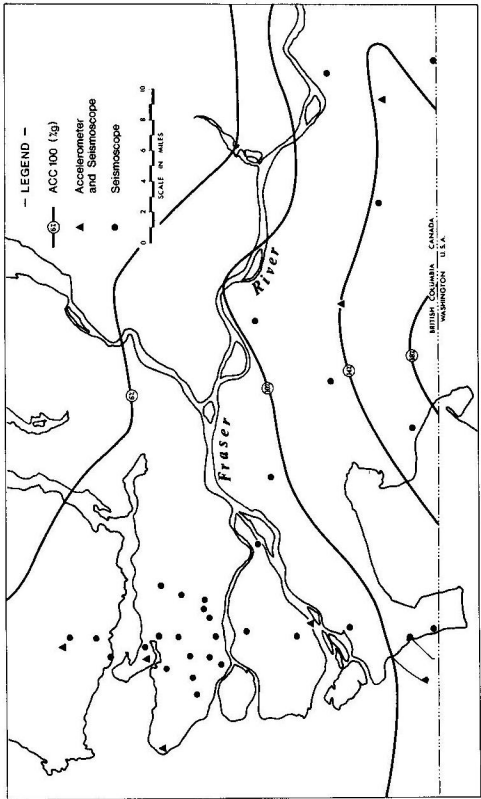 — LEGEND —
ACC 100 (%g)
Accelerometer
and Seismoscope
Seismoscope
0 2 4 6 8 10
SCALE IN MILES
Fraser
River
BRITISH COLUMBIA CANADA
WASHINGTON U.S.A.